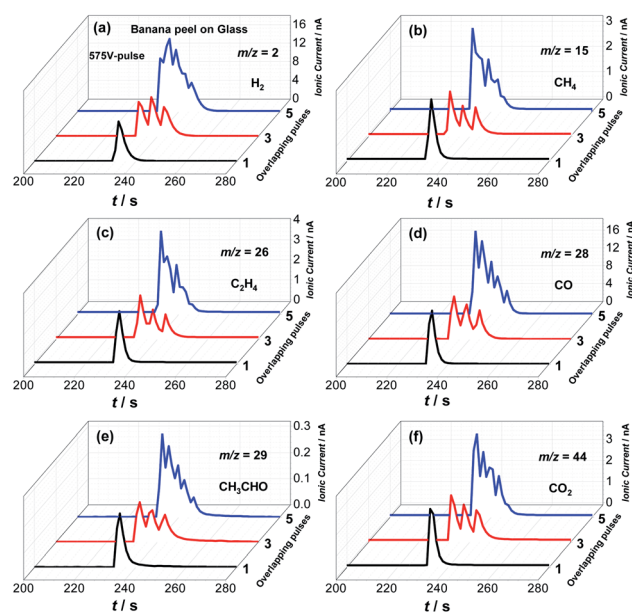 (a)
Banana peel on Glass
575V-pulse
m/z = 2
H₂
16
12
8
4
0
Ionic Current / nA
5
3
1
Overlapping pulses
200 220 240 260 280
t / s
(b)
m/z = 15
CH₄
3
2
1
0
Ionic Current / nA
5
3
1
Overlapping pulses
200 220 240 260 280
t / s
(c)
m/z = 26
C₂H₄
4
3
2
1
0
Ionic Current / nA
5
3
1
Overlapping pulses
200 220 240 260 280
t / s
(d)
m/z = 28
CO
16
12
8
4
0
Ionic Current / nA
5
3
1
Overlapping pulses
200 220 240 260 280
t / s
(e)
m/z = 29
CH₃CHO
0.3
0.2
0.1
0.0
Ionic Current / nA
5
3
1
Overlapping pulses
200 220 240 260 280
t / s
(f)
m/z = 44
CO₂
3
2
1
0
Ionic Current / nA
5
3
1
Overlapping pulses
200 220 240 260 280
t / s